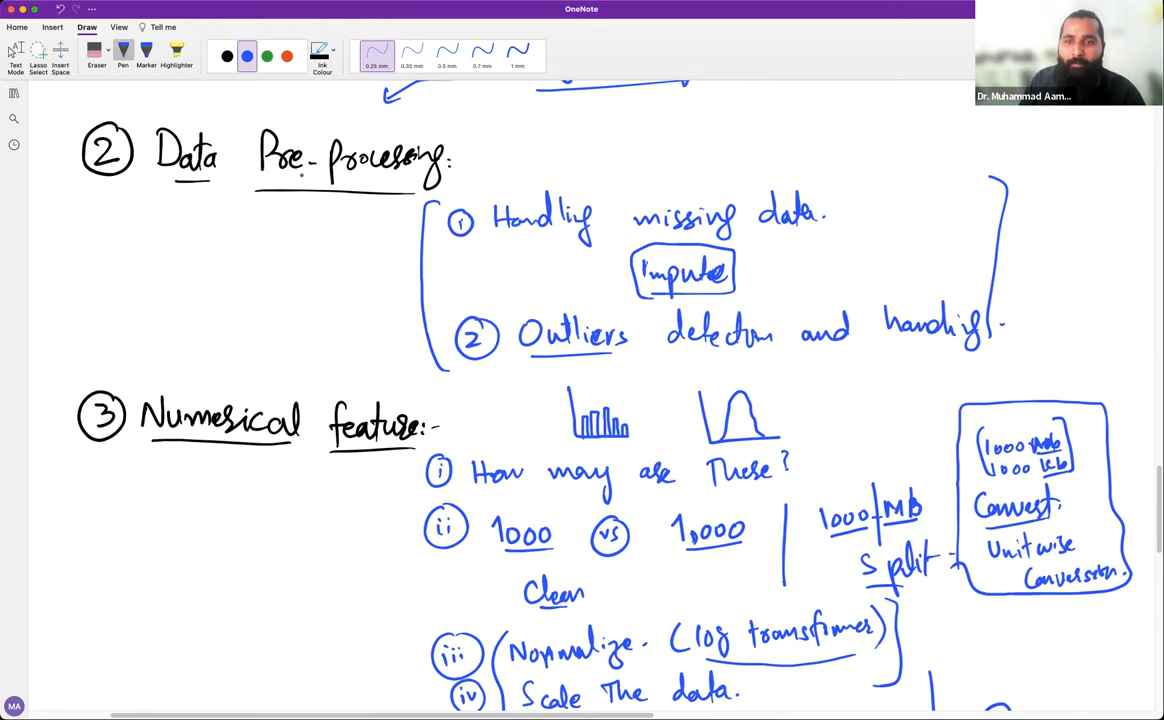 OneNote
Home Insert Draw View Tell me
Text Mode
Lasso Select
Insert Space
Eraser
Pen
Marker
Highlighter
Ink Colour
0.25 mm
0.35 mm
0.5 mm
0.7 mm
1 mm
Dr. Muhammad Aam...
② Data Pre-processing:
① Handling missing data.
Impute
② Outliers detection and handling.
③ Numerical feature:-
ⓘ How may are These?
ii 1000 vs 1,000
1000 MB
Split
Clean
1000 Mb
1000 Kb
Convert.
Unitwise
Conversion.
iii Normalize. (log transformer)
iv Scale The data.
MA